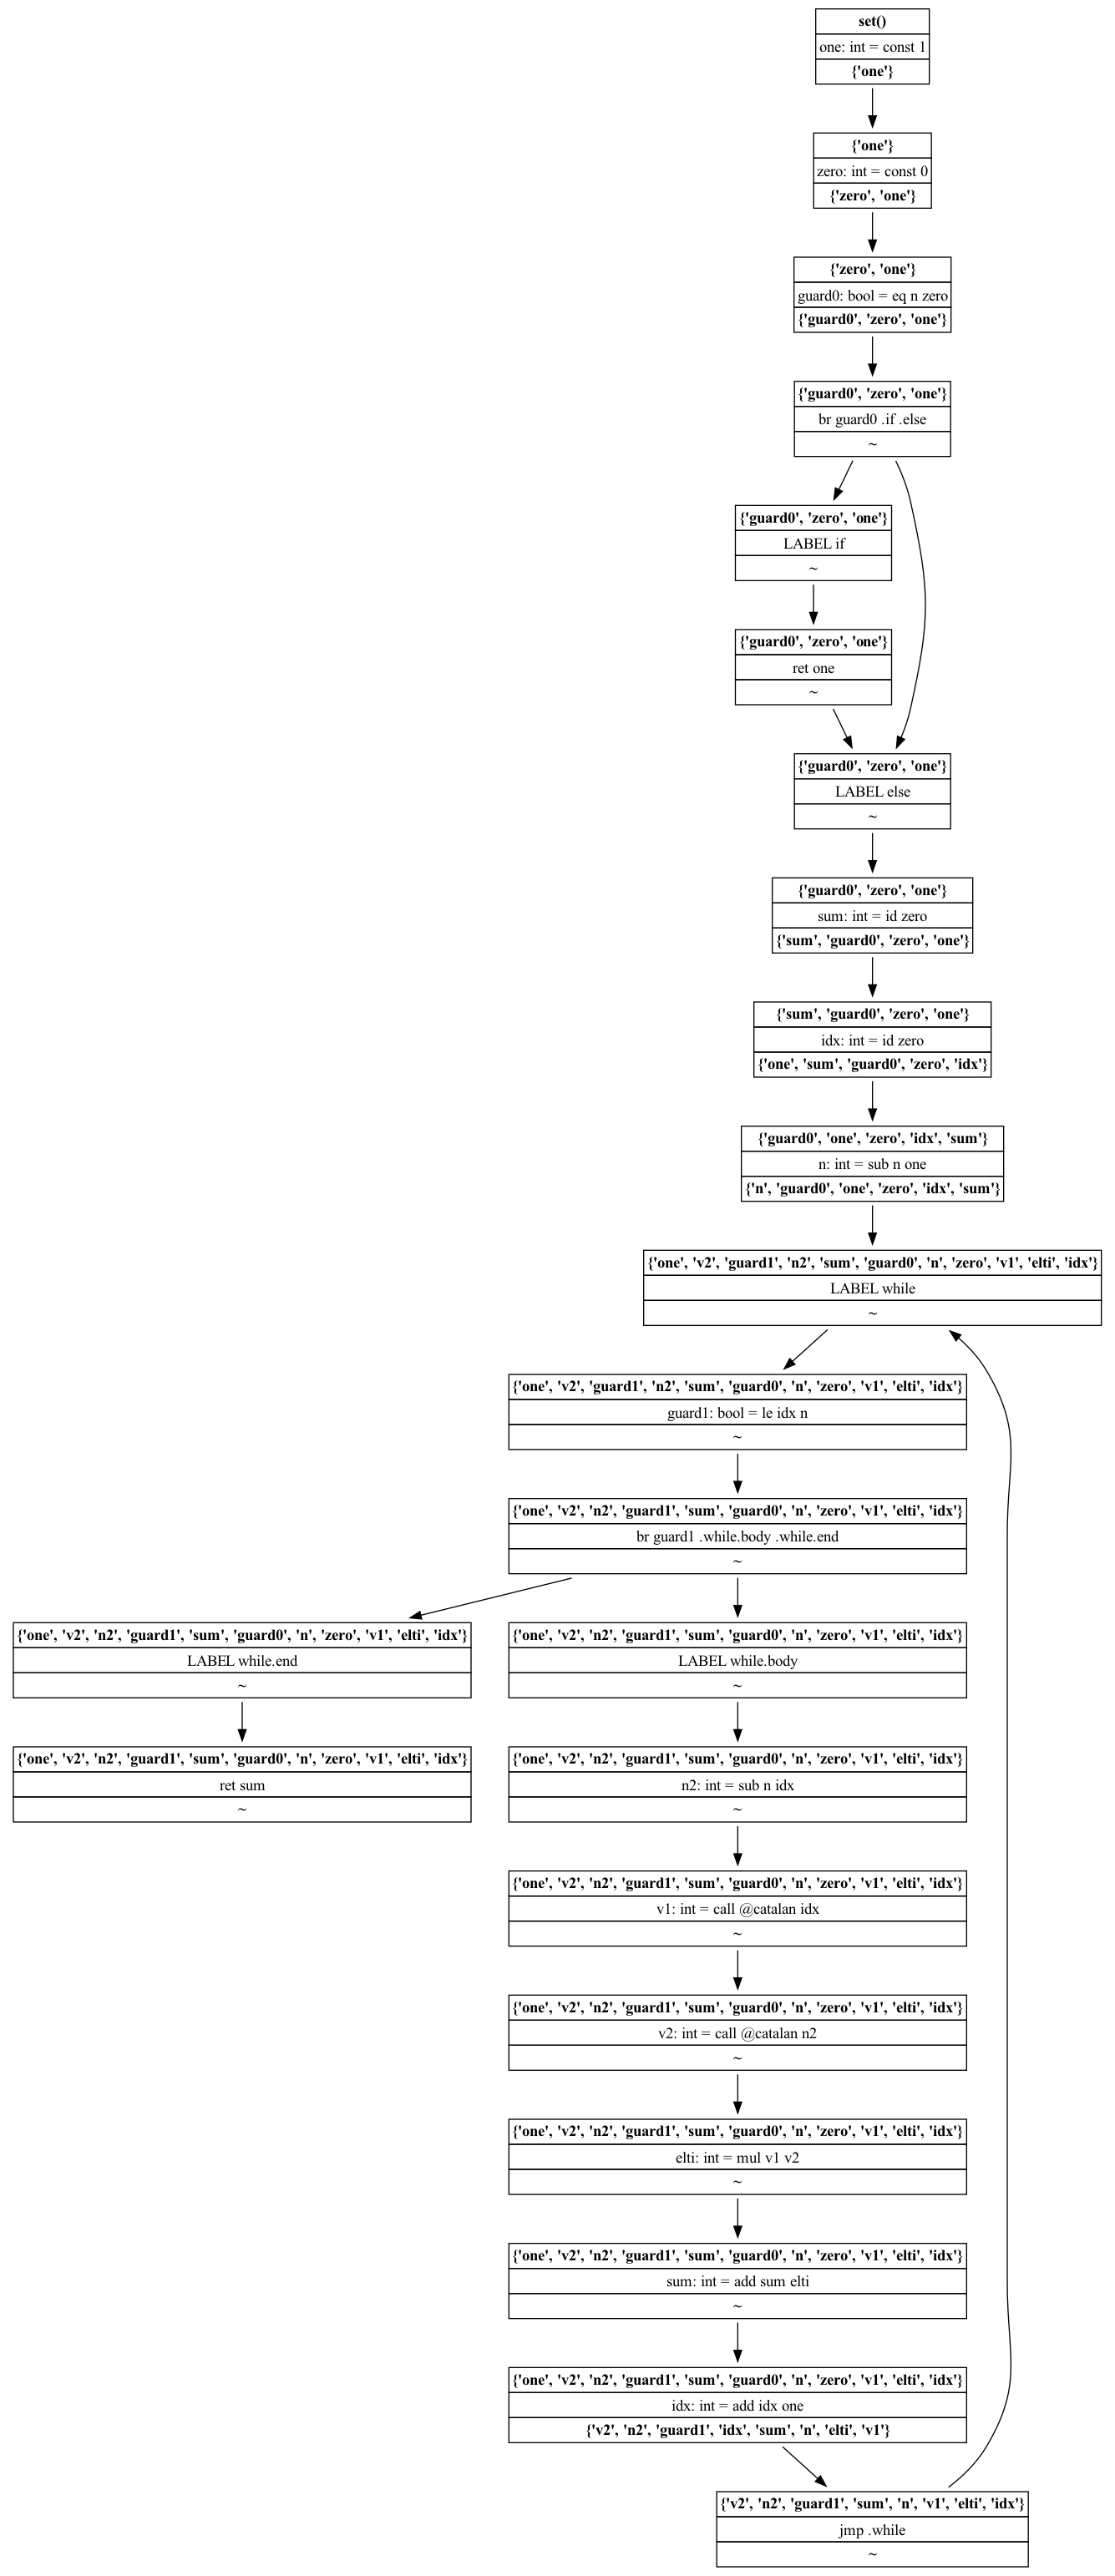 set()
one: int = const 1
{'one'}
{'one'}
zero: int = const 0
{'zero', 'one'}
{'zero', 'one'}
guard0: bool = eq n zero
{'guard0', 'zero', 'one'}
{'guard0', 'zero', 'one'}
br guard0 .if .else
~
{'guard0', 'zero', 'one'}
LABEL if
~
{'guard0', 'zero', 'one'}
ret one
~
{'guard0', 'zero', 'one'}
LABEL else
~
{'guard0', 'zero', 'one'}
sum: int = id zero
{'sum', 'guard0', 'zero', 'one'}
{'sum', 'guard0', 'zero', 'one'}
idx: int = id zero
{'one', 'sum', 'guard0', 'zero', 'idx'}
{'guard0', 'one', 'zero', 'idx', 'sum'}
n: int = sub n one
{'n', 'guard0', 'one', 'zero', 'idx', 'sum'}
{'one', 'v2', 'guard1', 'n2', 'sum', 'guard0', 'n', 'zero', 'v1', 'elti', 'idx'}
LABEL while
~
{'one', 'v2', 'guard1', 'n2', 'sum', 'guard0', 'n', 'zero', 'v1', 'elti', 'idx'}
guard1: bool = le idx n
~
{'one', 'v2', 'n2', 'guard1', 'sum', 'guard0', 'n', 'zero', 'v1', 'elti', 'idx'}
br guard1 .while.body .while.end
~
{'one', 'v2', 'n2', 'guard1', 'sum', 'guard0', 'n', 'zero', 'v1', 'elti', 'idx'}
LABEL while.end
~
{'one', 'v2', 'n2', 'guard1', 'sum', 'guard0', 'n', 'zero', 'v1', 'elti', 'idx'}
ret sum
~
{'one', 'v2', 'n2', 'guard1', 'sum', 'guard0', 'n', 'zero', 'v1', 'elti', 'idx'}
LABEL while.body
~
{'one', 'v2', 'n2', 'guard1', 'sum', 'guard0', 'n', 'zero', 'v1', 'elti', 'idx'}
n2: int = sub n idx
~
{'one', 'v2', 'n2', 'guard1', 'sum', 'guard0', 'n', 'zero', 'v1', 'elti', 'idx'}
v1: int = call @catalan idx
~
{'one', 'v2', 'n2', 'guard1', 'sum', 'guard0', 'n', 'zero', 'v1', 'elti', 'idx'}
v2: int = call @catalan n2
~
{'one', 'v2', 'n2', 'guard1', 'sum', 'guard0', 'n', 'zero', 'v1', 'elti', 'idx'}
elti: int = mul v1 v2
~
{'one', 'v2', 'n2', 'guard1', 'sum', 'guard0', 'n', 'zero', 'v1', 'elti', 'idx'}
sum: int = add sum elti
~
{'one', 'v2', 'n2', 'guard1', 'sum', 'guard0', 'n', 'zero', 'v1', 'elti', 'idx'}
idx: int = add idx one
{'v2', 'n2', 'guard1', 'idx', 'sum', 'n', 'elti', 'v1'}
{'v2', 'n2', 'guard1', 'sum', 'n', 'v1', 'elti', 'idx'}
jmp .while
~